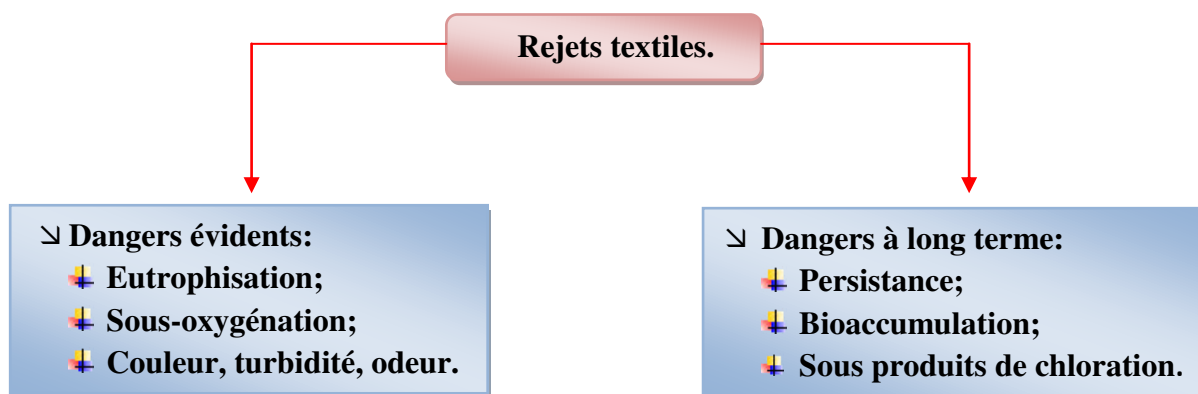 Rejets textiles.
Dangers évidents:
Eutrophisation;
Sous-oxygénation;
Couleur, turbidité, odeur.
Dangers à long terme:
Persistance;
Bioaccumulation;
Sous produits de chloration.